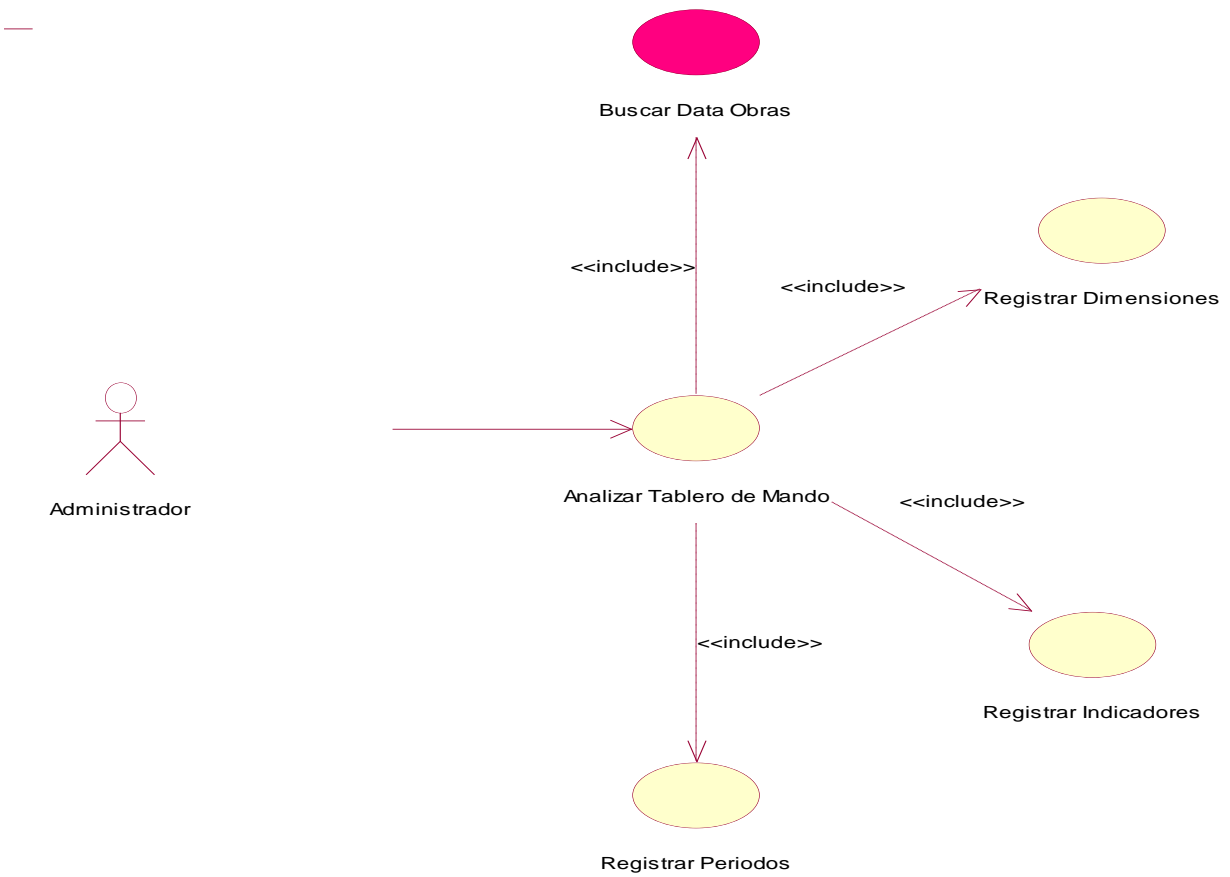 Buscar Data Obras
<<include>>
<<include>>
Registrar Dimensiones
Administrador
Analizar Tablero de Mando
<<include>>
<<include>>
Registrar Indicadores
Registrar Periodos